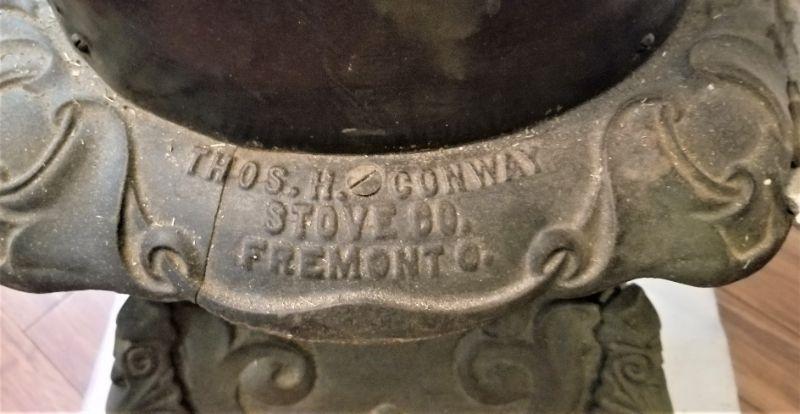 THOS. H. CONWAY
STOVE CO.
FREMONT O.